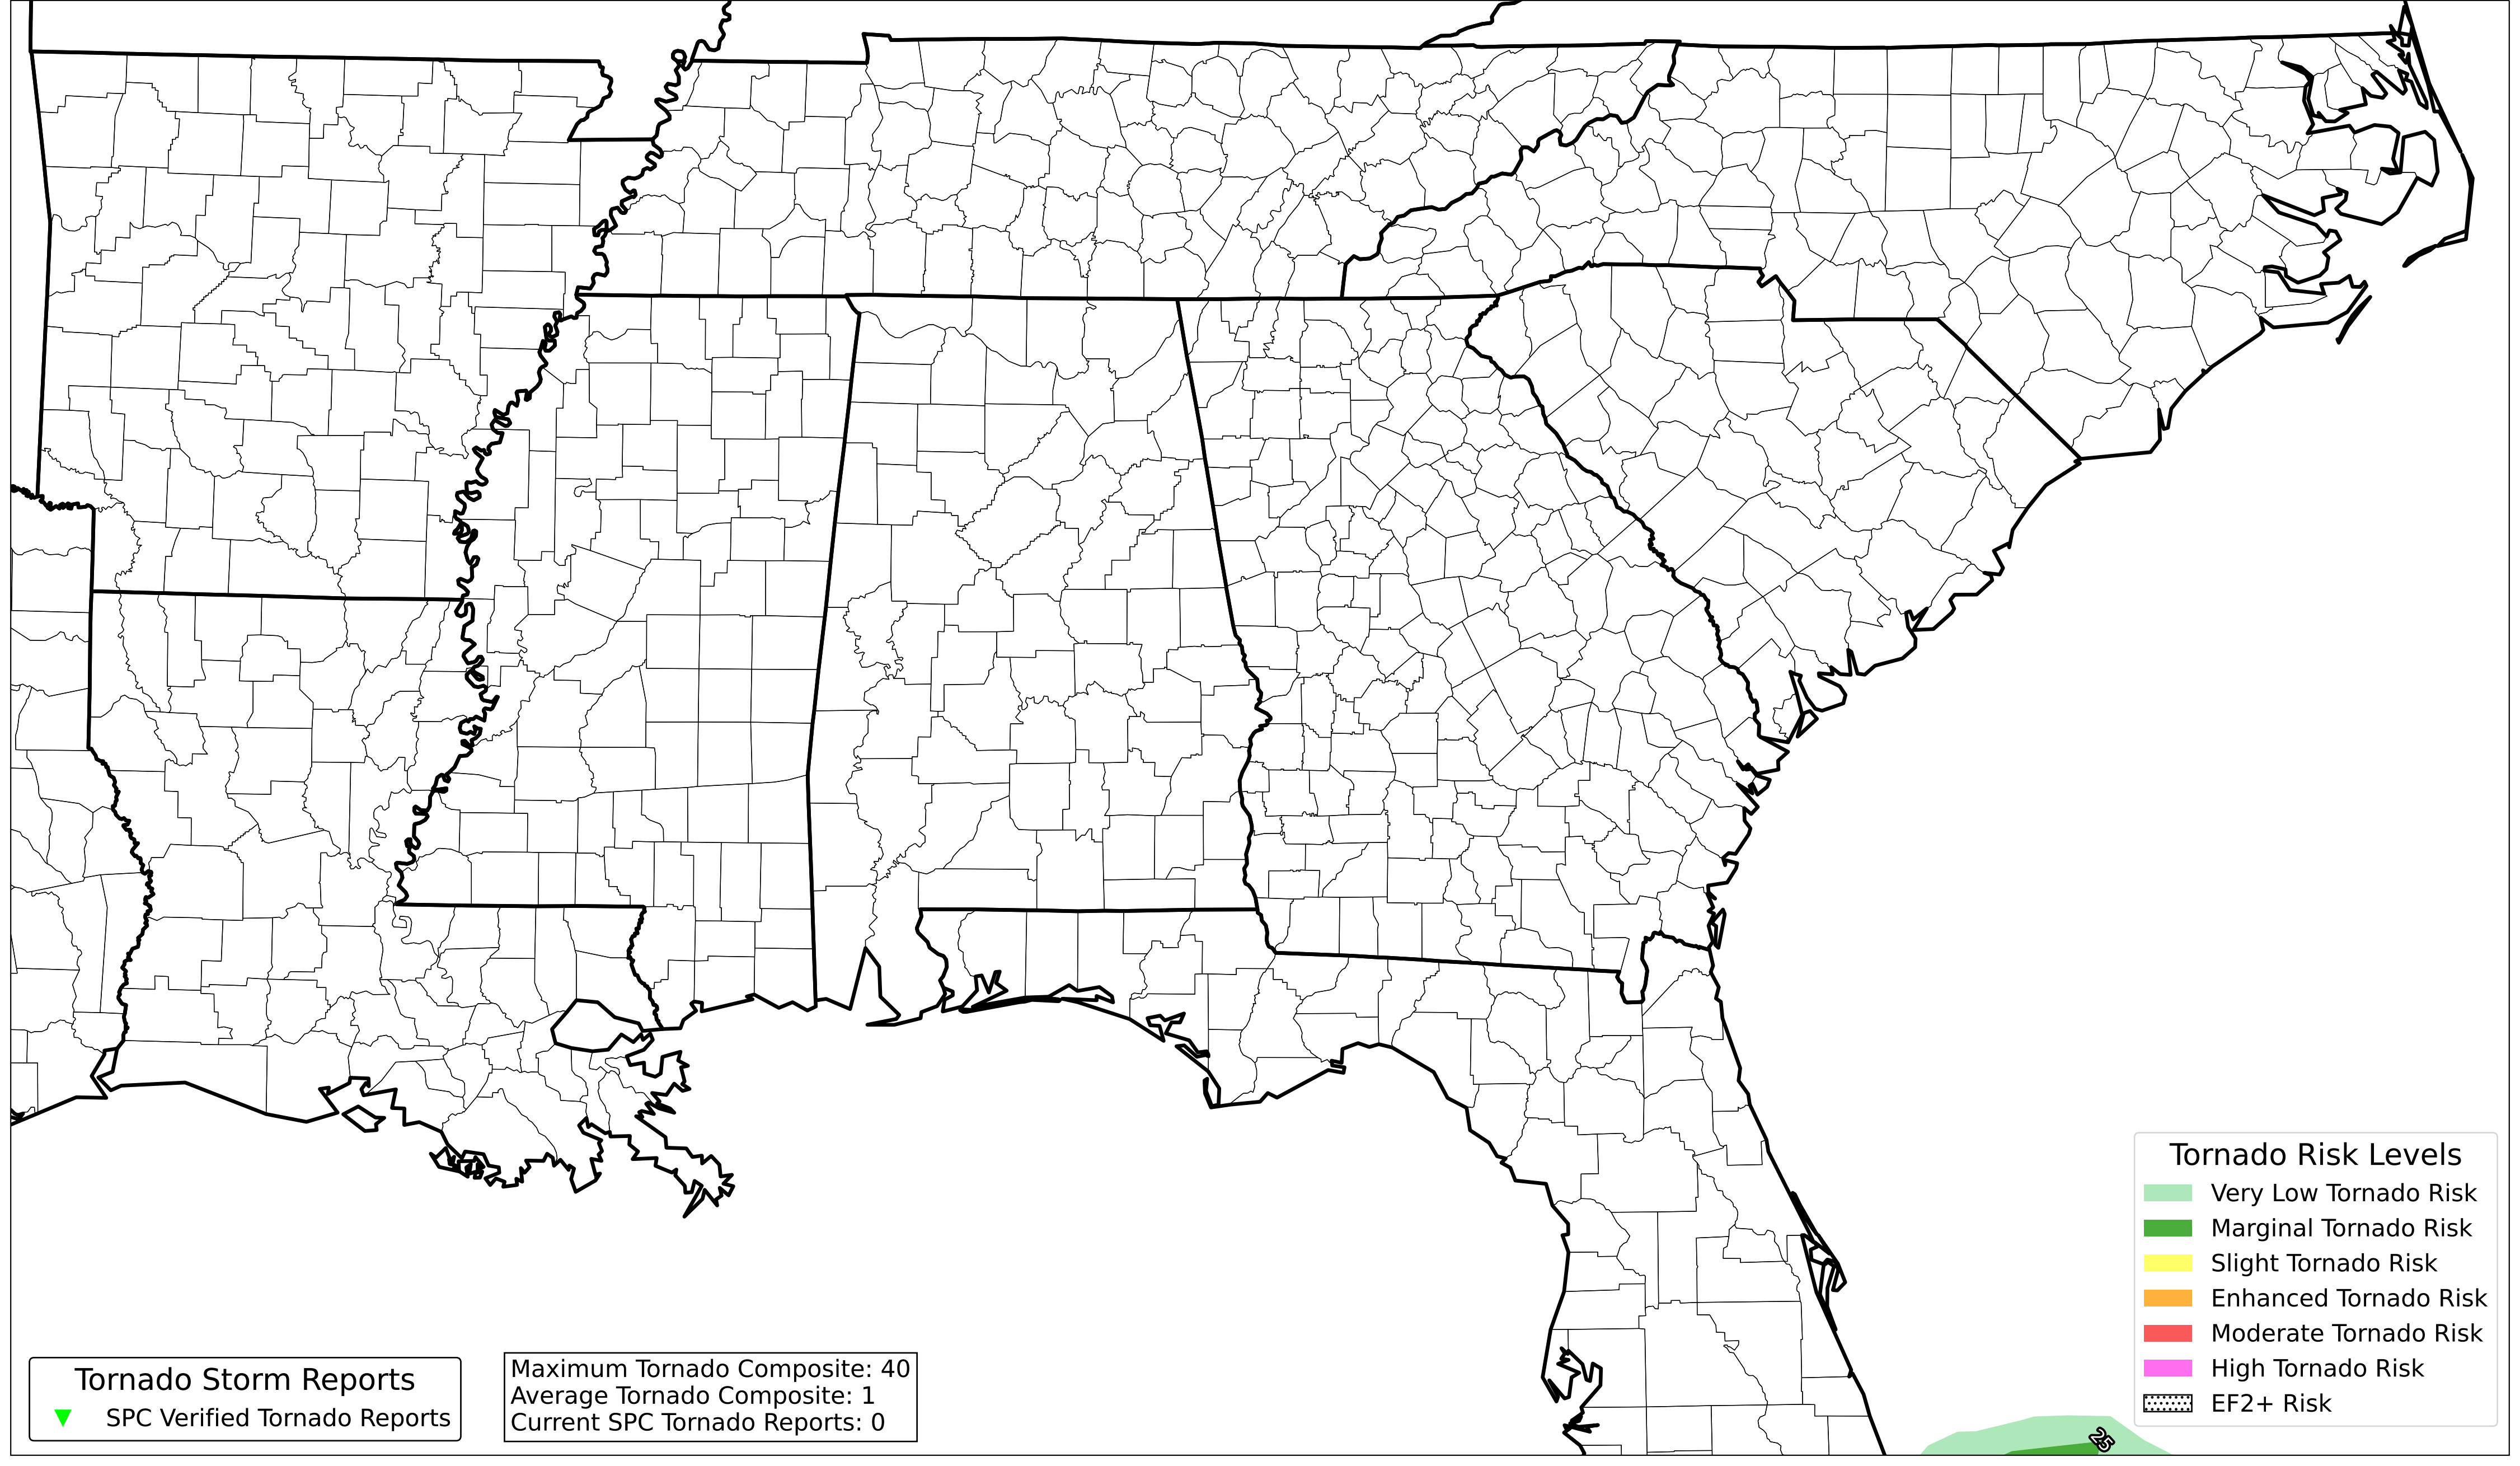 Tornado Risk Levels
Very Low Tornado Risk
Marginal Tornado Risk
Slight Tornado Risk
Enhanced Tornado Risk
Moderate Tornado Risk
High Tornado Risk
EF2+ Risk
Tornado Storm Reports
SPC Verified Tornado Reports
Maximum Tornado Composite: 40
Average Tornado Composite: 1
Current SPC Tornado Reports: 0
25